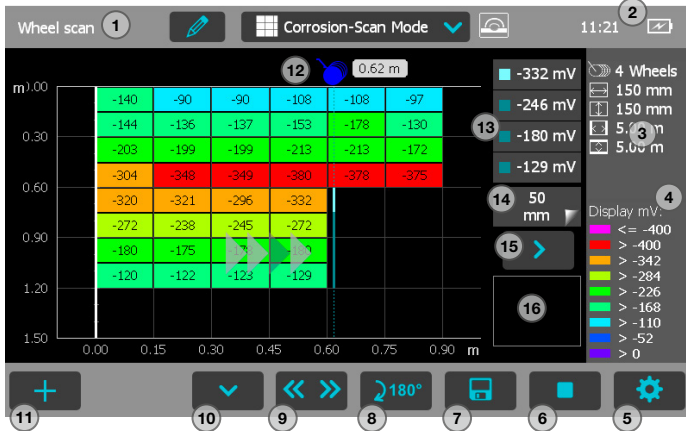 Wheel scan 1 Corrosion-Scan Mode 11:21 2
12 0.62 m
m 0.00
-140 -90 -90 -108 -108 -97
-144 -136 -137 -153 -178 -130
0.30
-203 -199 -199 -213 -213 -172
-304 -348 -349 -380 -378 -375
0.60
-320 -321 -296 -332
-272 -238 -245 -272
0.90
-180 -175
-120 -122 -123 -129
1.20
1.50
0.00 0.15 0.30 0.45 0.60 0.75 0.90 m
-332 mV
-246 mV
13
-180 mV
-129 mV
14 50
mm
15
16
4 Wheels
150 mm
150 mm
3
5.00 m
4
Display mV:
<= -400
> -400
> -342
> -284
> -226
> -168
> -110
> -52
> 0
180°
11 10 9 8 7 6 5